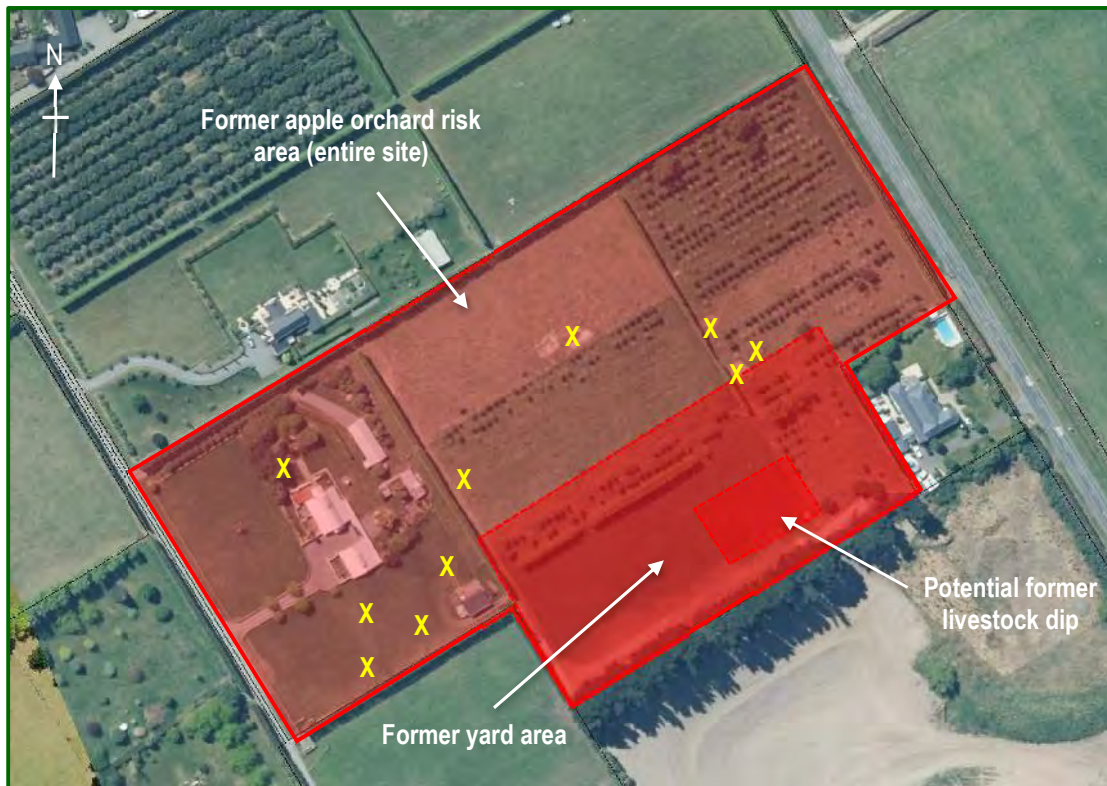 N
Former apple orchard risk
area (entire site)
X
X
X
X
X
X
X
X
X
X
X
Potential former
livestock dip
Former yard area